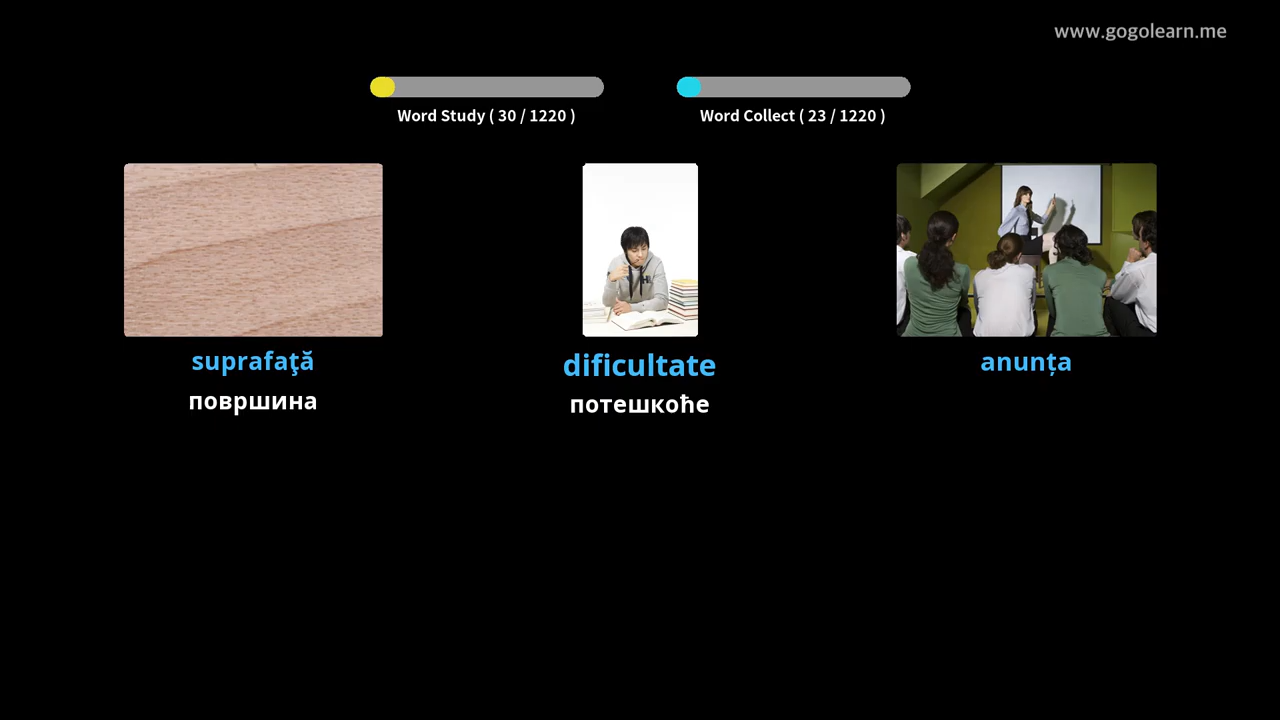 www.gogolearn.me
Word Study ( 30 / 1220 )
Word Collect ( 23 / 1220 )
suprafaţă
dificultate
anunța
површина
потешкоће